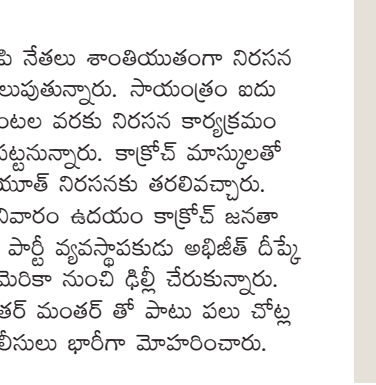 పి నేతలు శాంతియుతంగా నిరసన
లుపుతున్నారు. సాయంత్రం ఐదు
ంటల వరకు నిరసన కార్యక్రమం
పట్టనున్నారు. కాక్రోచ్ మాస్కులతో
యూత్ నిరసనకు తరలివచ్చారు.
నివారం ఉదయం కాక్రోచ్ జనతా
పార్టీ వ్యవస్థాపకుడు అభిజీత్ దీప్కే
మెరికా నుంచి ఢిల్లీ చేరుకున్నారు.
తర్ మంతర్ తో పాటు పలు చోట్ల
లీసులు భారీగా మోహరించారు.